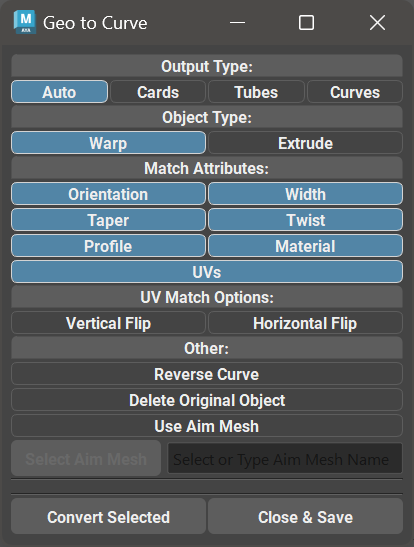 M
AYA
Geo to Curve
Output Type:
Auto Cards Tubes Curves
Object Type:
Warp Extrude
Match Attributes:
Orientation Width
Taper Twist
Profile Material
UVs
UV Match Options:
Vertical Flip Horizontal Flip
Other:
Reverse Curve
Delete Original Object
Use Aim Mesh
Select Aim Mesh Select or Type Aim Mesh Name
Convert Selected Close & Save